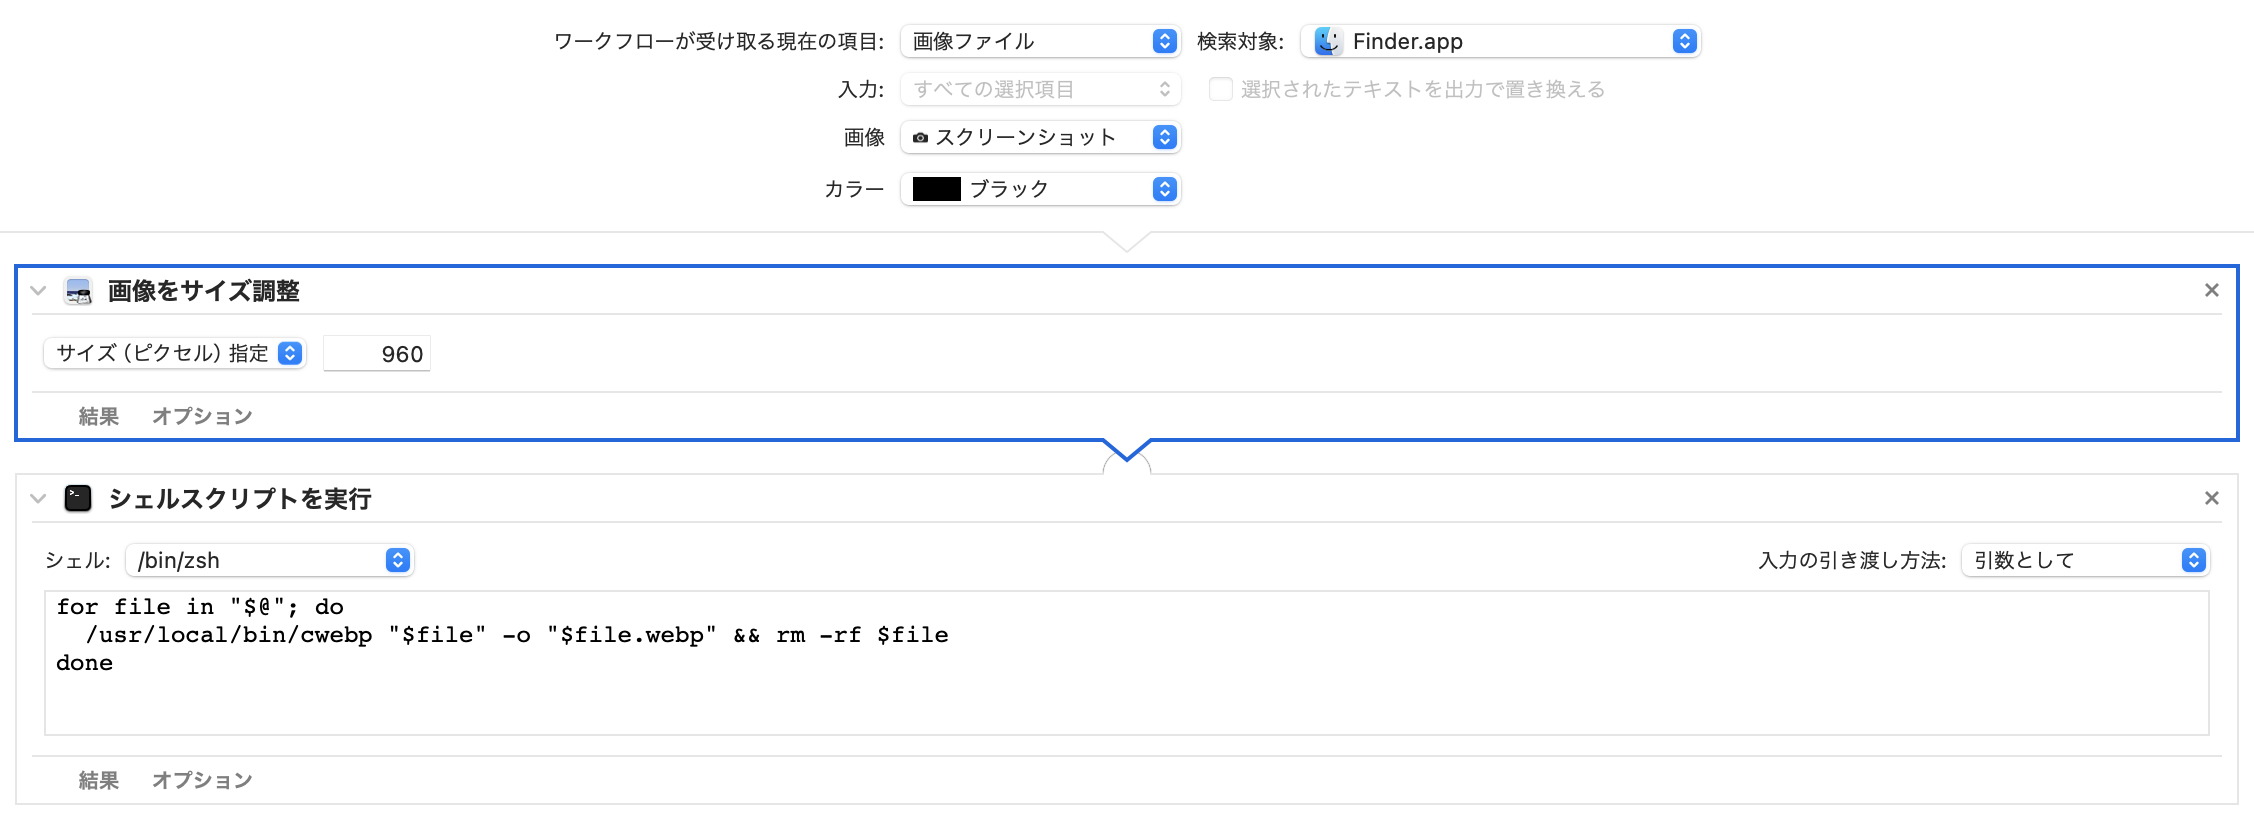 ワークフローが受け取る現在の項目: 画像ファイル 検索対象: Finder.app
入力: すべての選択項目 選択されたテキストを出力で置き換える
画像 スクリーンショット
カラー ブラック
画像をサイズ調整
サイズ（ピクセル）指定 960
結果 オプション
シェルスクリプトを実行
シェル: /bin/zsh 入力の引き渡し方法: 引数として
for file in "$@"; do
  /usr/local/bin/cwebp "$file" -o "$file.webp" && rm -rf $file
done
結果 オプション